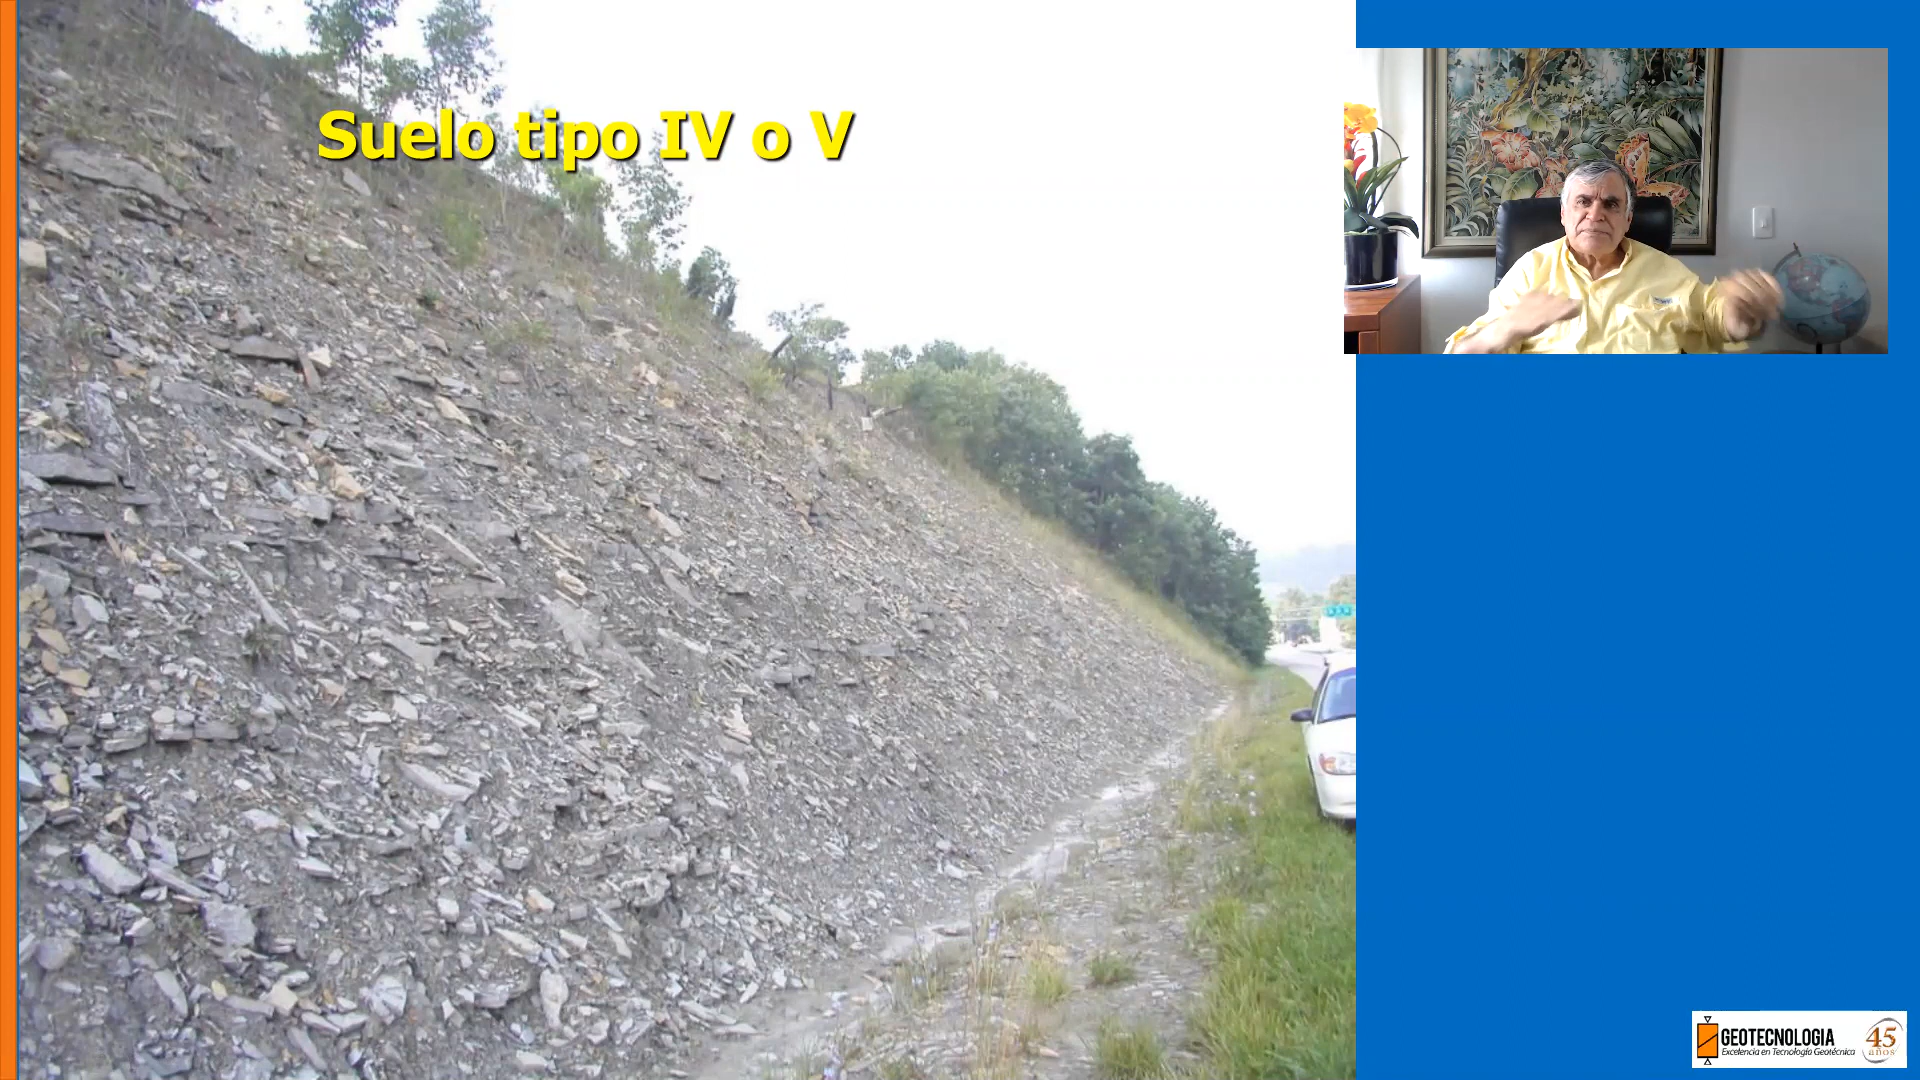 Suelo tipo IV o V
GEOTECNOLOGIA
Excelencia en Tecnología Geotécnica
45
años